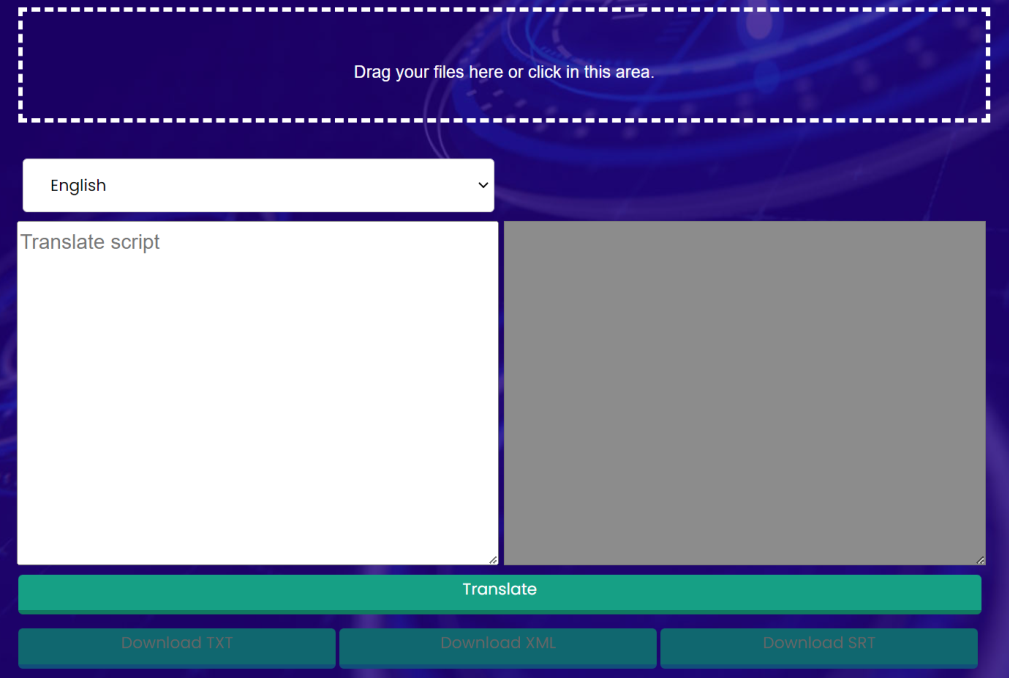 Drag your files here or click in this area.
English
Translate script
Translate
Download TXT
Download XML
Download SRT